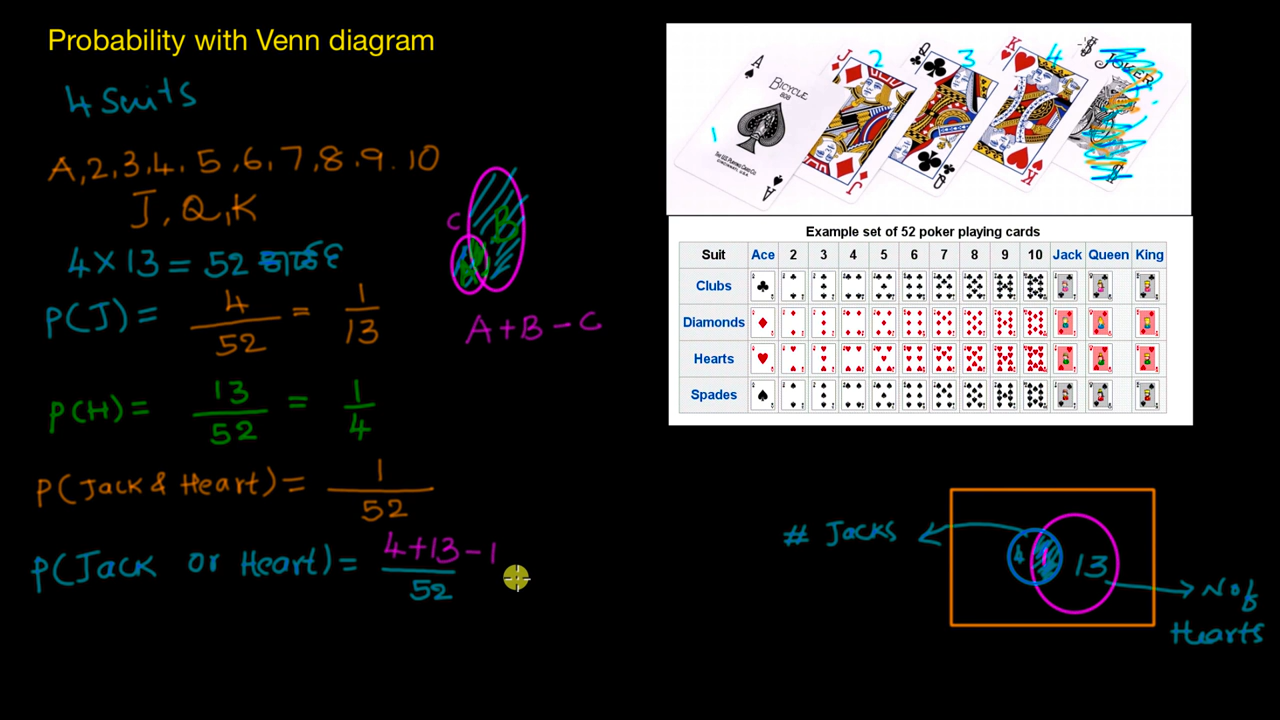 Probability with Venn diagram
4 Suits
A,2,3,4,5,6,7,8,9,10
J, Q, K
4 X 13 = 52
P(J) = 4/52 = 1/13
P(H) = 13/52 = 1/4
P(Jack & Heart) = 1/52
P(Jack or Heart) = 4+13-1/52
C
B
A+B-C
1 2 3 4
A
BICYCLE
808
A
J
J
Q
Q
K
K
JOKER
Example set of 52 poker playing cards
Suit Ace 2 3 4 5 6 7 8 9 10 Jack Queen King
Clubs
Diamonds
Hearts
Spades
# Jacks
4 1 13
N of
Hearts